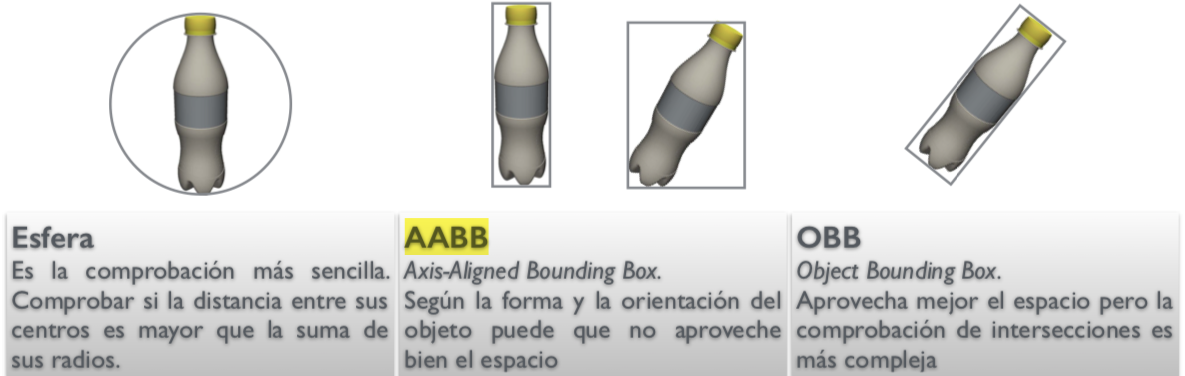 Esfera
Es la comprobación más sencilla.
Comprobar si la distancia entre sus
centros es mayor que la suma de
sus radios.
AABB
Axis-Aligned Bounding Box.
Según la forma y la orientación del
objeto puede que no aproveche
bien el espacio
OBB
Object Bounding Box.
Aprovecha mejor el espacio pero la
comprobación de intersecciones es
más compleja